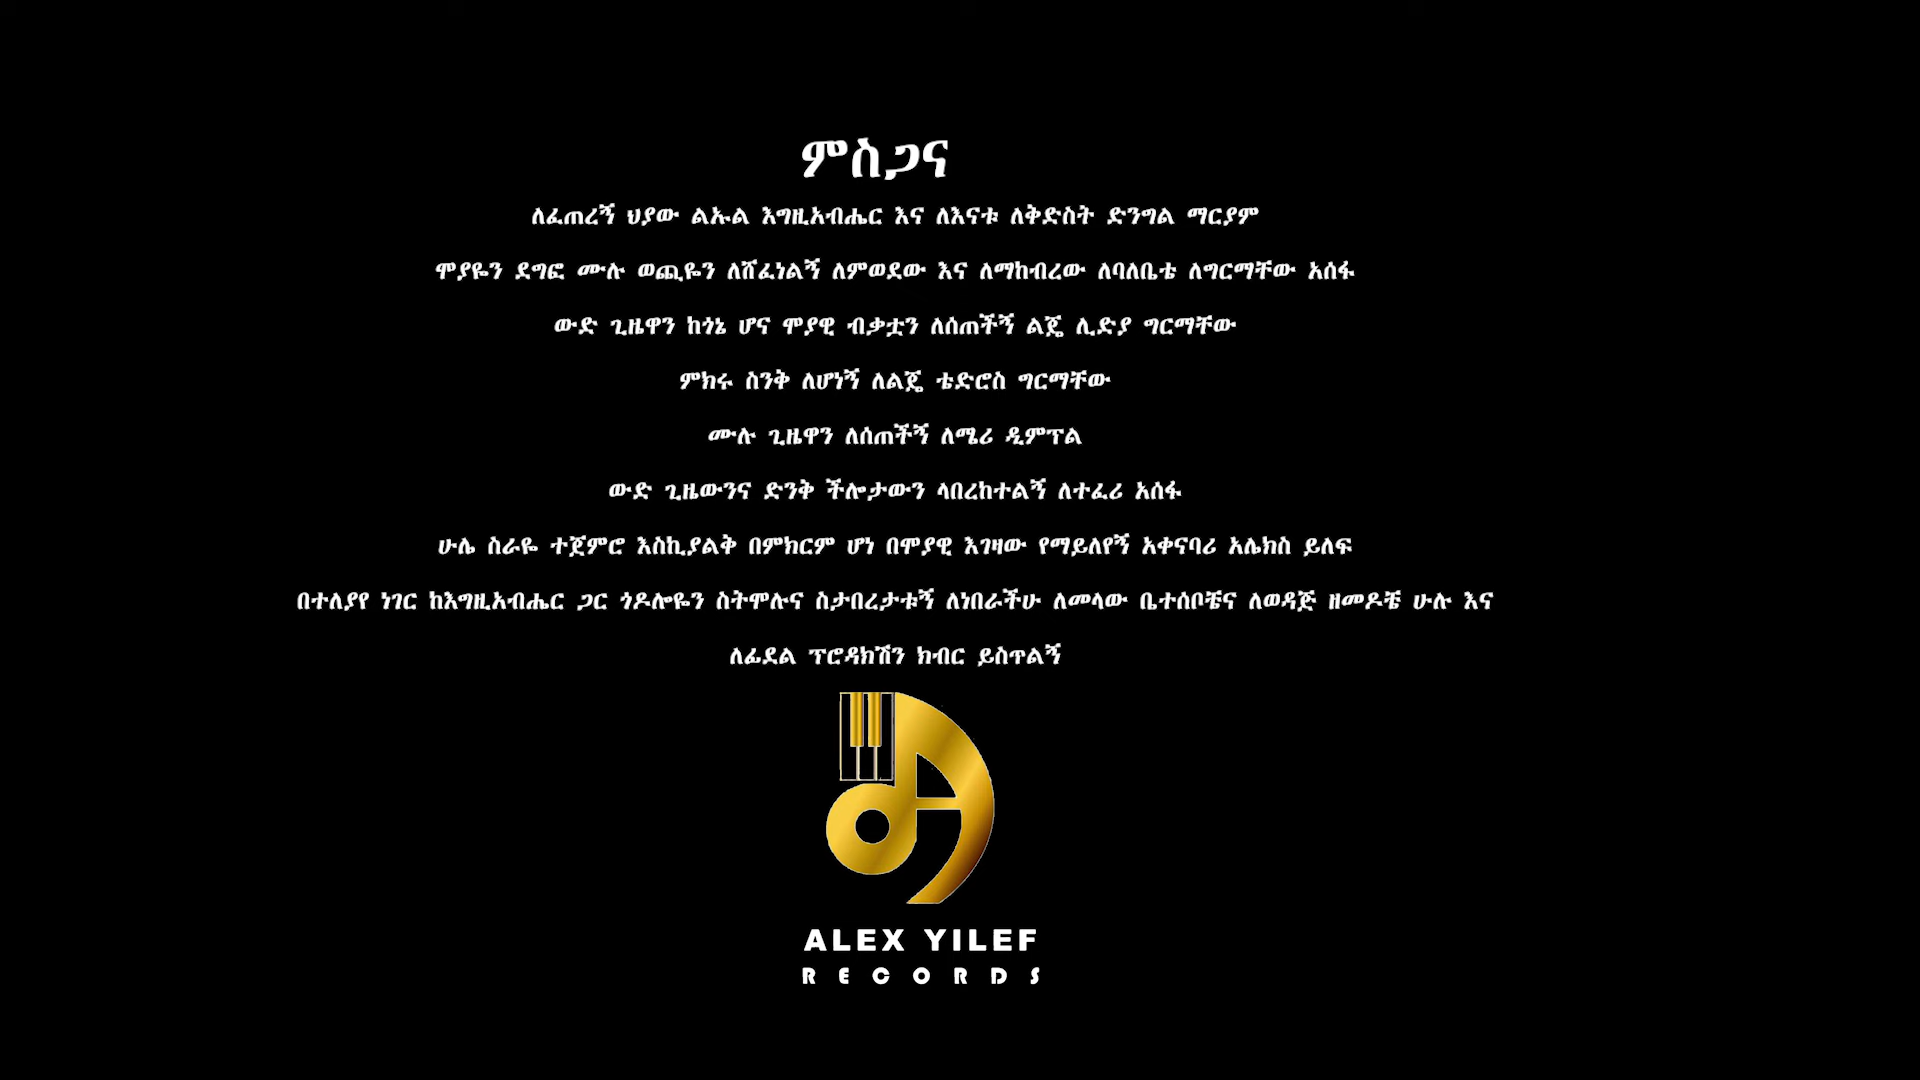 ምስጋና
ለፈጠረኝ ህያው ልኡል እግዚአብሔር እና ለእናቱ ለቅድስት ድንግል ማርያም
ሞያዬን ደግፎ ሙሉ ወጪዬን ለሸፈነልኝ ለምወደው እና ለማከብረው ለባለቤቴ ለግርማቸው አሰፋ
ውድ ጊዜዋን ከጎኔ ሆና ሞያዊ ብቃቷን ለሰጠችኝ ልጄ ሊድያ ግርማቸው
ምክሩ ስንቅ ለሆነኝ ለልጄ ቴድሮስ ግርማቸው
ሙሉ ጊዜዋን ለሰጠችኝ ለሜሪ ዲምፕል
ውድ ጊዜውንና ድንቅ ችሎታውን ላበረከተልኝ ለተፈሪ አሰፋ
ሁሌ ስራዬ ተጀምሮ እስኪያልቅ በምክርም ሆነ በሞያዊ እገዛው የማይለየኝ አቀናባሪ አሌክስ ይለፍ
በተለያየ ነገር ከእግዚአብሔር ጋር ጎዶሎዬን ስትሞሉና ስታበረታቱኝ ለነበራችሁ ለመላው ቤተሰቦቼና ለወዳጅ ዘመዶቼ ሁሉ እና
ለፊደል ፕሮዳክሽን ክብር ይስጥልኝ
ALEX YILEF
RECORDS